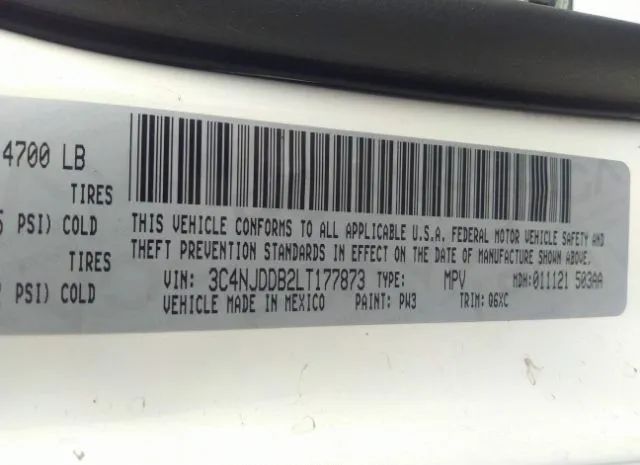 4700 LB
TIRES
PSI) COLD
TIRES
PSI) COLD
THIS VEHICLE CONFORMS TO ALL APPLICABLE U.S.A. FEDERAL MOTOR VEHICLE SAFETY AND
THEFT PREVENTION STANDARDS IN EFFECT ON THE DATE OF MANUFACTURE SHOWN ABOVE.
VIN: 3C4NJDDB2LT177873 TYPE: MPV MDH:011121 503AA
VEHICLE MADE IN MEXICO PAINT: PW3 TRIM: Q6XC